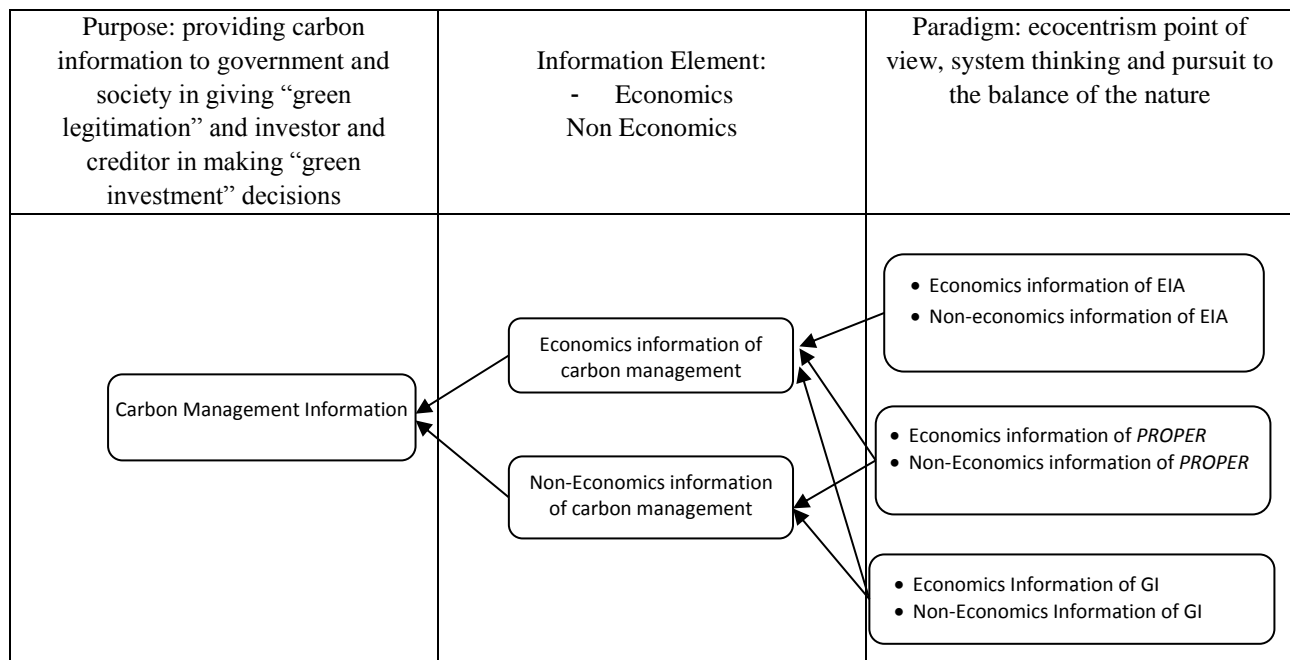 Purpose: providing carbon
information to government and
society in giving “green
legitimation” and investor and
creditor in making “green
investment” decisions
Information Element:
- Economics
Non Economics
Paradigm: ecocentrism point of
view, system thinking and pursuit to
the balance of the nature
Carbon Management Information
Economics information of
carbon management
Non-Economics information
of carbon management
• Economics information of EIA
• Non-economics information of EIA
• Economics information of PROPER
• Non-Economics information of PROPER
• Economics Information of GI
• Non-Economics Information of GI